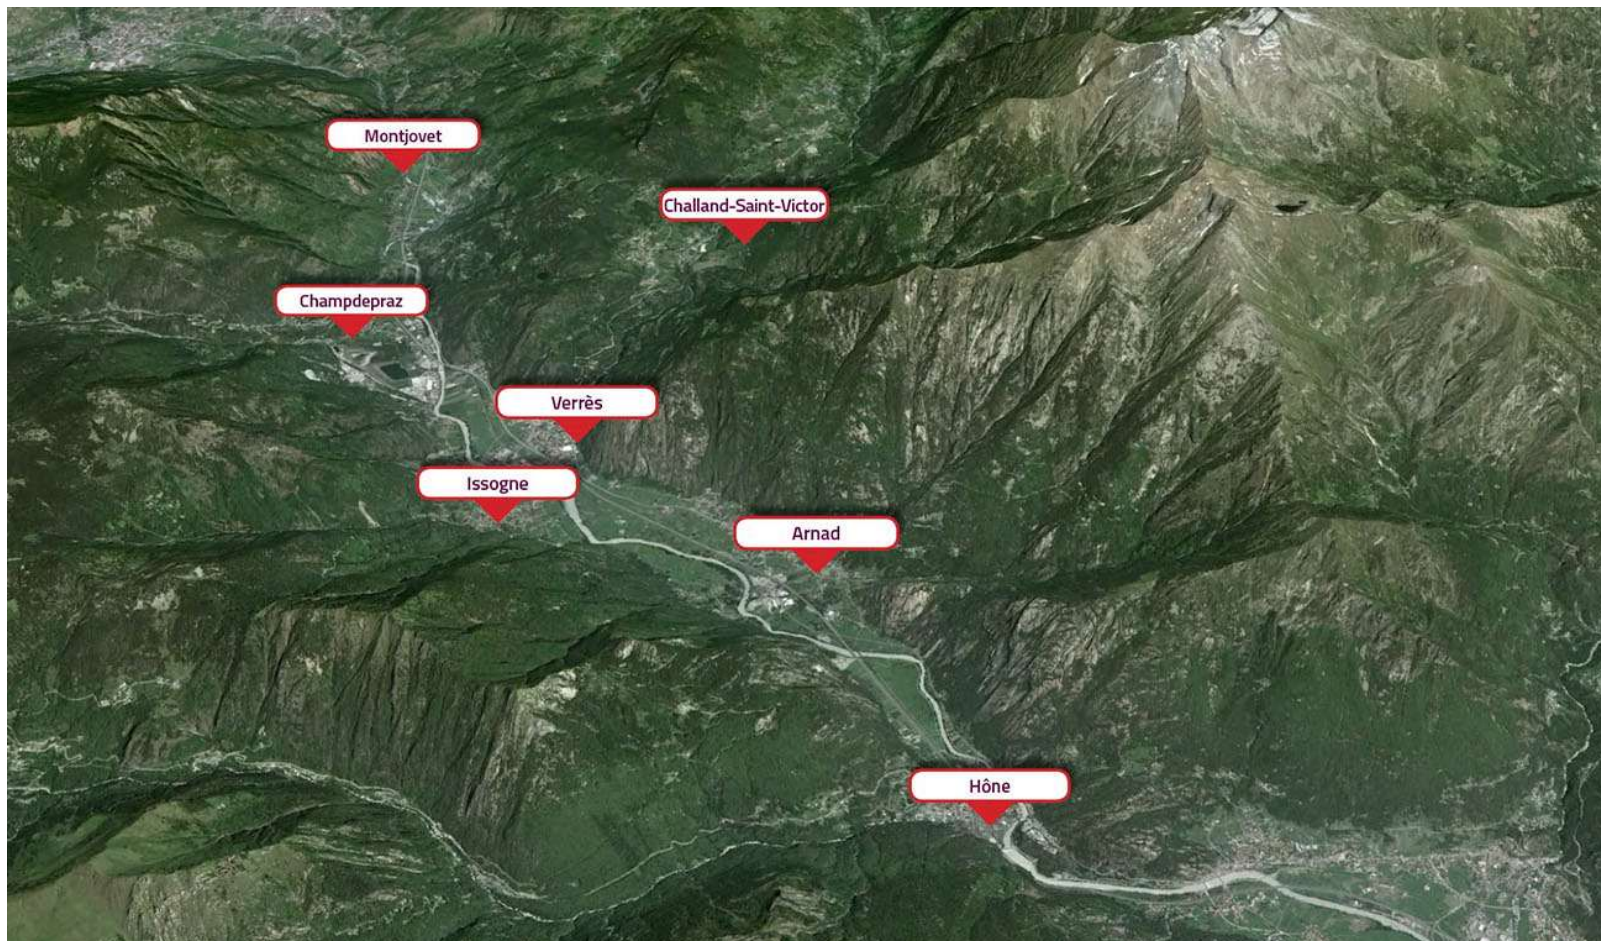 Montjovet
Challand-Saint-Victor
Champdepraz
Verrès
Issogne
Arnad
Hône